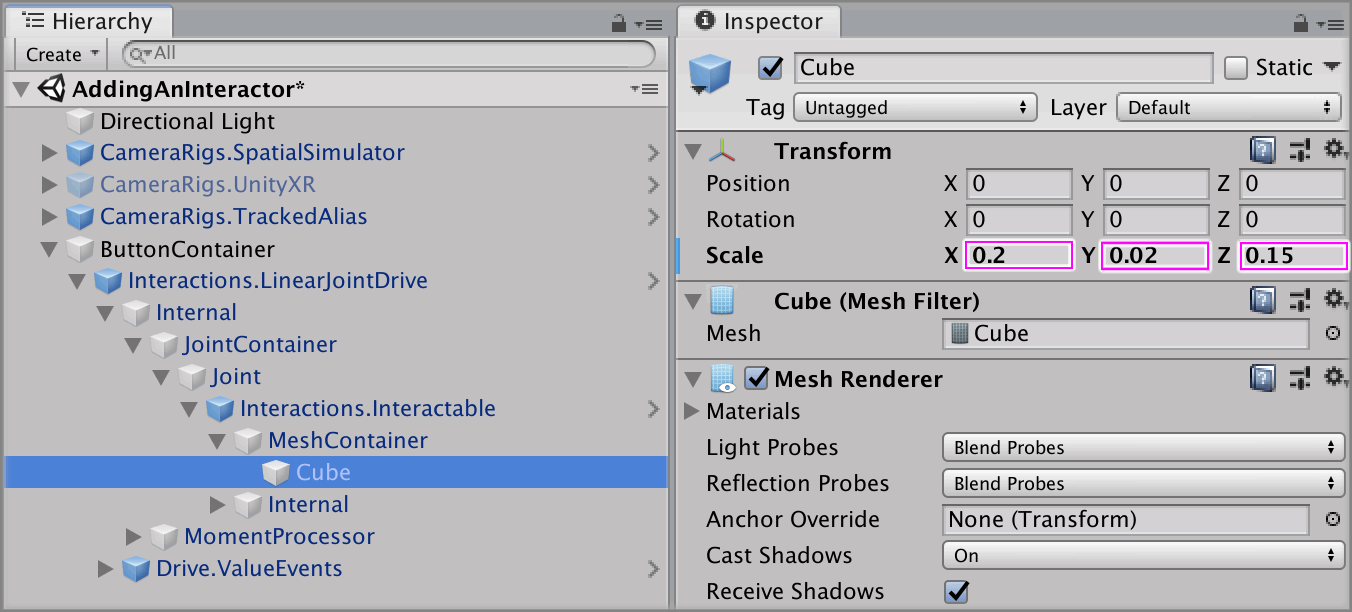 Hierarchy
Create
All
AddingAnInteractor*
Directional Light
CameraRigs.SpatialSimulator
CameraRigs.UnityXR
CameraRigs.TrackedAlias
ButtonContainer
Interactions.LinearJointDrive
Internal
JointContainer
Joint
Interactions.Interactable
MeshContainer
Cube
Internal
MomentProcessor
Drive.ValueEvents
Inspector
Cube Static
Tag Untagged Layer Default
Transform
Position X 0 Y 0 Z 0
Rotation X 0 Y 0 Z 0
Scale X 0.2 Y 0.02 Z 0.15
Cube (Mesh Filter)
Mesh Cube
Mesh Renderer
Materials
Light Probes Blend Probes
Reflection Probes Blend Probes
Anchor Override None (Transform)
Cast Shadows On
Receive Shadows